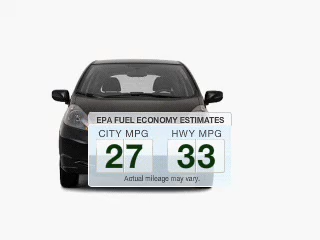 EPA FUEL ECONOMY ESTIMATES
CITY MPG HWY MPG
27 33
Actual mileage may vary.